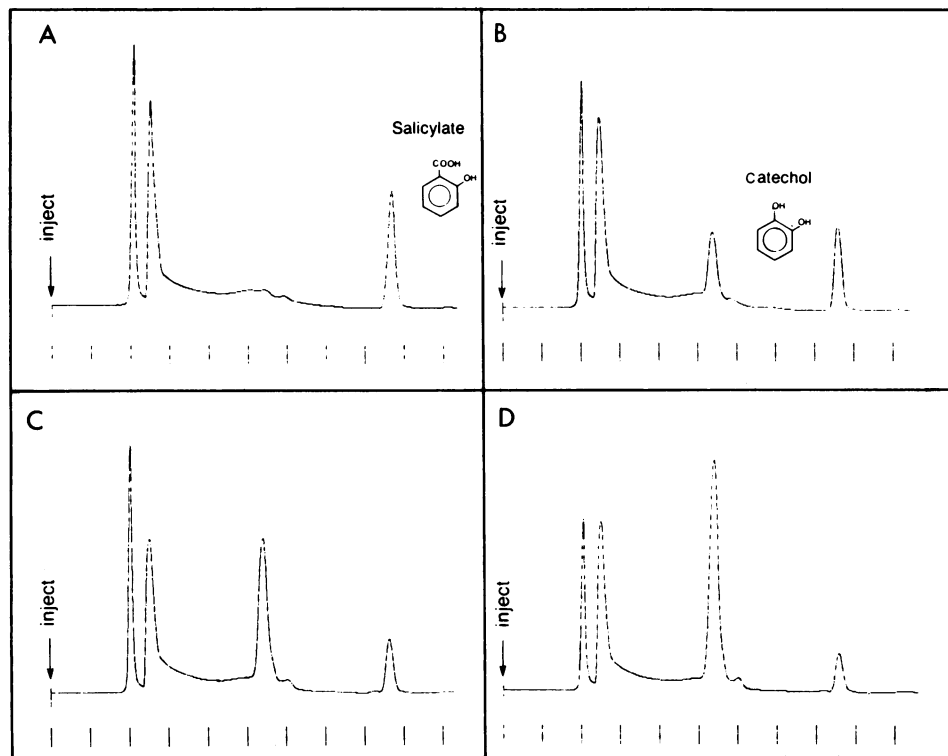 A
Salicylate
COOH
OH
inject
B
Catechol
OH
OH
inject
C
inject
D
inject